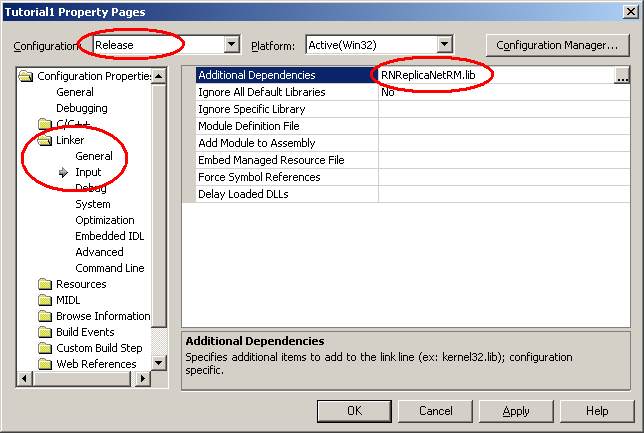 Tutorial1 Property Pages
Configuration: Release Platform: Active(Win32) Configuration Manager...
Configuration Properties
General
Debugging
C/C++
Linker
General
Input
Debug
System
Optimization
Embedded IDL
Advanced
Command Line
Resources
MIDL
Browse Information
Build Events
Custom Build Step
Web References
Additional Dependencies RNReplicaNetRM.lib ...
Ignore All Default Libraries No
Ignore Specific Library
Module Definition File
Add Module to Assembly
Embed Managed Resource File
Force Symbol References
Delay Loaded DLLs
Additional Dependencies
Specifies additional items to add to the link line (ex: kernel32.lib); configuration
specific.
OK Cancel Apply Help